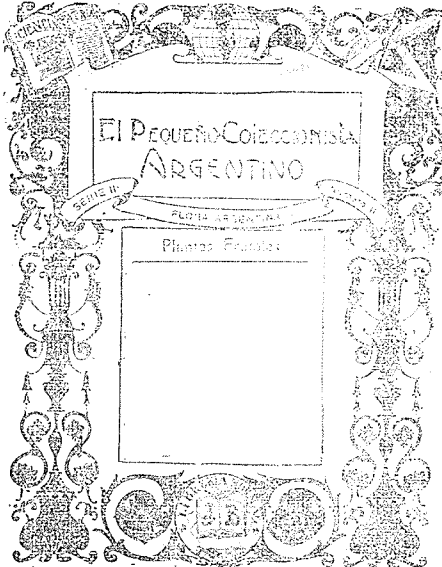 El Pequeño Coleccionista
Argentino
SERIE II
FLORA ARGENTINA
Plantas Frutales